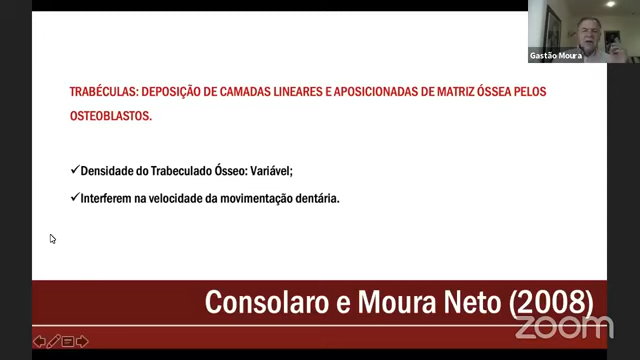 Gastão Moura
TRABÉCULAS: DEPOSIÇÃO DE CAMADAS LINEARES E APOSICIONADAS DE MATRIZ ÓSSEA PELOS
OSTEOBLASTOS.
✓Densidade do Trabeculado Ósseo: Variável;
✓Interferem na velocidade da movimentação dentária.
Consolaro e Moura Neto (2008)
zoom